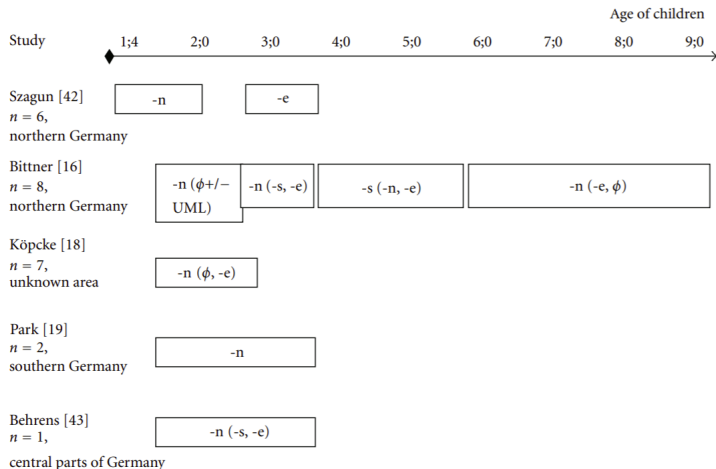 Age of children
Study 1;4 2;0 3;0 4;0 5;0 6;0 7;0 8;0 9;0
Szagun [42]
n = 6,
northern Germany
-n -e
Bittner [16]
n = 8,
northern Germany
-n (ϕ+/−
UML)
-n (-s, -e) -s (-n, -e) -n (-e, ϕ)
Köpcke [18]
n = 7,
unknown area
-n (ϕ, -e)
Park [19]
n = 2,
southern Germany
-n
Behrens [43]
n = 1,
central parts of Germany
-n (-s, -e)